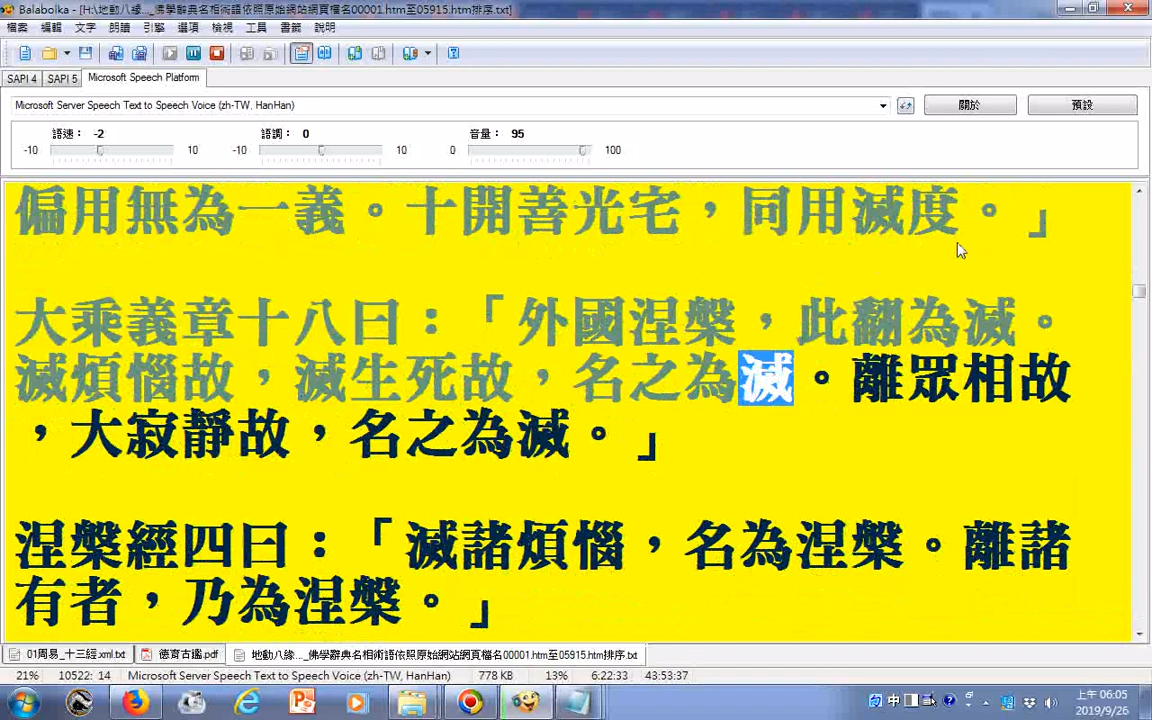 Balabolka - [H:\地動八緣..._佛學辭典名相術語依照原始網站網頁檔名00001.htm至05915.htm排序.txt]
檔案 編輯 文字 朗讀 引擎 選項 檢視 工具 書籤 說明
SAPI 4 SAPI 5 Microsoft Speech Platform
Microsoft Server Speech Text to Speech Voice (zh-TW, HanHan) 關於 預設
語速： -2 語調： 0 音量： 95
-10 10 -10 10 0 100
偏用無為一義。十開善光宅，同用滅度。」
大乘義章十八曰：「外國涅槃，此翻為滅。
滅煩惱故，滅生死故，名之為滅。離眾相故
，大寂靜故，名之為滅。」
涅槃經四曰：「滅諸煩惱，名為涅槃。離諸
有者，乃為涅槃。」
01周易_十三經.xml.txt 德育古鑑.pdf 地動八緣..._佛學辭典名相術語依照原始網站網頁檔名00001.htm至05915.htm排序.txt
21% 10522: 14 Microsoft Server Speech Text to Speech Voice (zh-TW, HanHan) 778 KB 13% 6:22:33 43:53:37
中 上午 06:05
2019/9/26